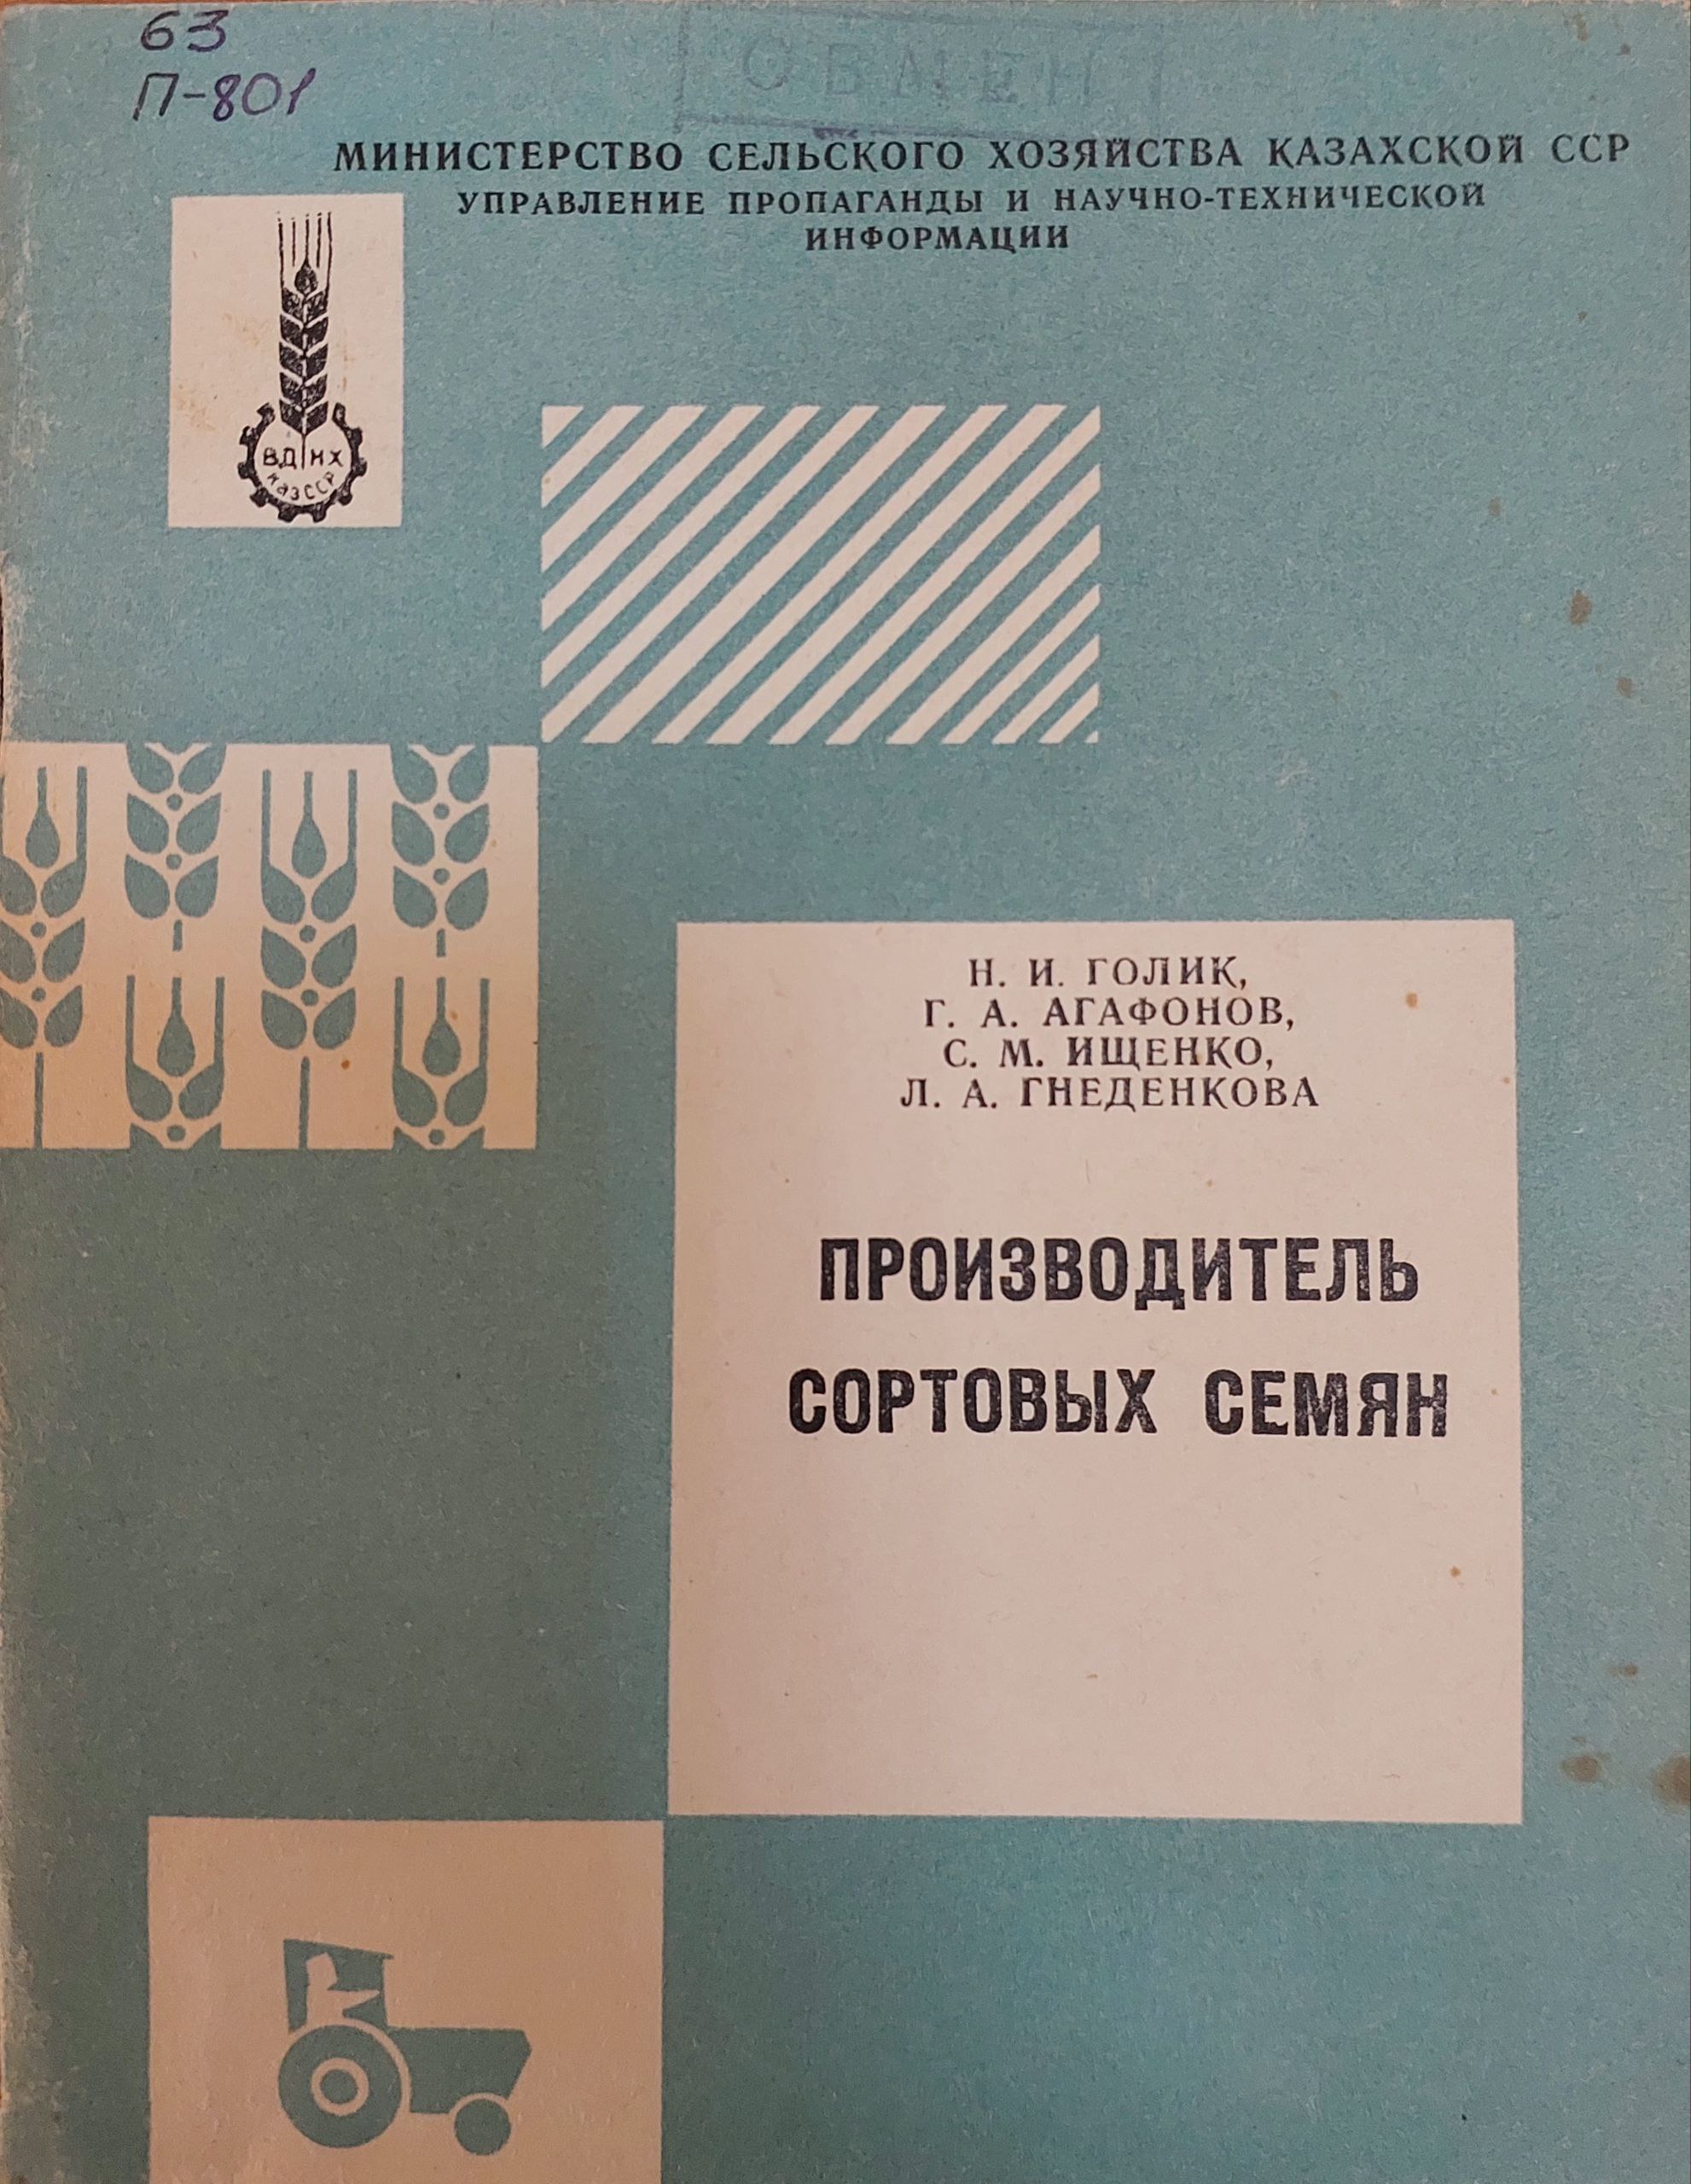 63
П-801
ОБМЕН
МИНИСТЕРСТВО СЕЛЬСКОГО ХОЗЯЙСТВА КАЗАХСКОЙ ССР
УПРАВЛЕНИЕ ПРОПАГАНДЫ И НАУЧНО-ТЕХНИЧЕСКОЙ
ИНФОРМАЦИИ
ВДНХ
КазССР
Н. И. ГОЛИК,
Г. А. АГАФОНОВ,
С. М. ИЩЕНКО,
Л. А. ГНЕДЕНКОВА
ПРОИЗВОДИТЕЛЬ
СОРТОВЫХ СЕМЯН